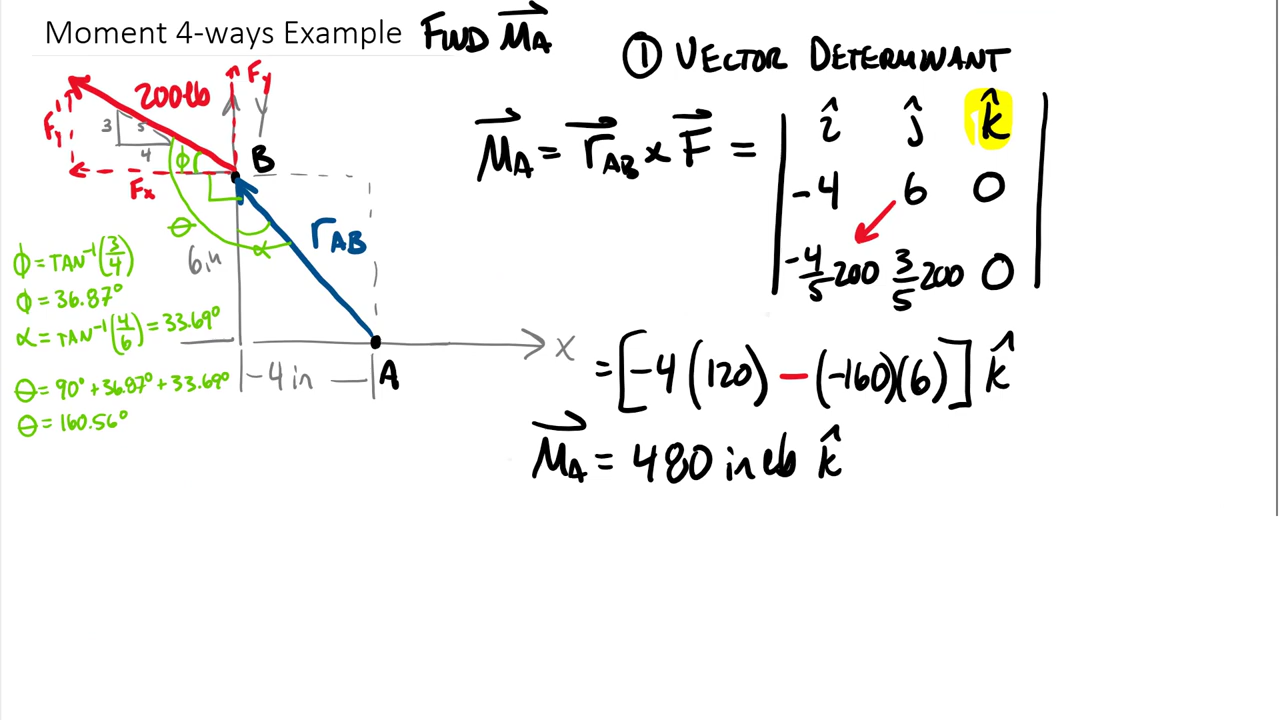 Moment 4-ways Example FIND M_A
① VECTOR DETERMINANT
M_A = r_AB x F = | î ĵ k̂ |
-4 6 0
-4/5 200 3/5 200 0
= [-4(120) - (-160)(6)] k̂
M_A = 480 in lb k̂
F_y
200 lb
Y
F_y
3 5
4
ϕ
B
F_x
θ
r_AB
α
6 in
X
4 in
A
ϕ = TAN⁻¹(3/4)
ϕ = 36.87°
α = TAN⁻¹(4/6) = 33.69°
θ = 90° + 36.87° + 33.69°
θ = 160.56°